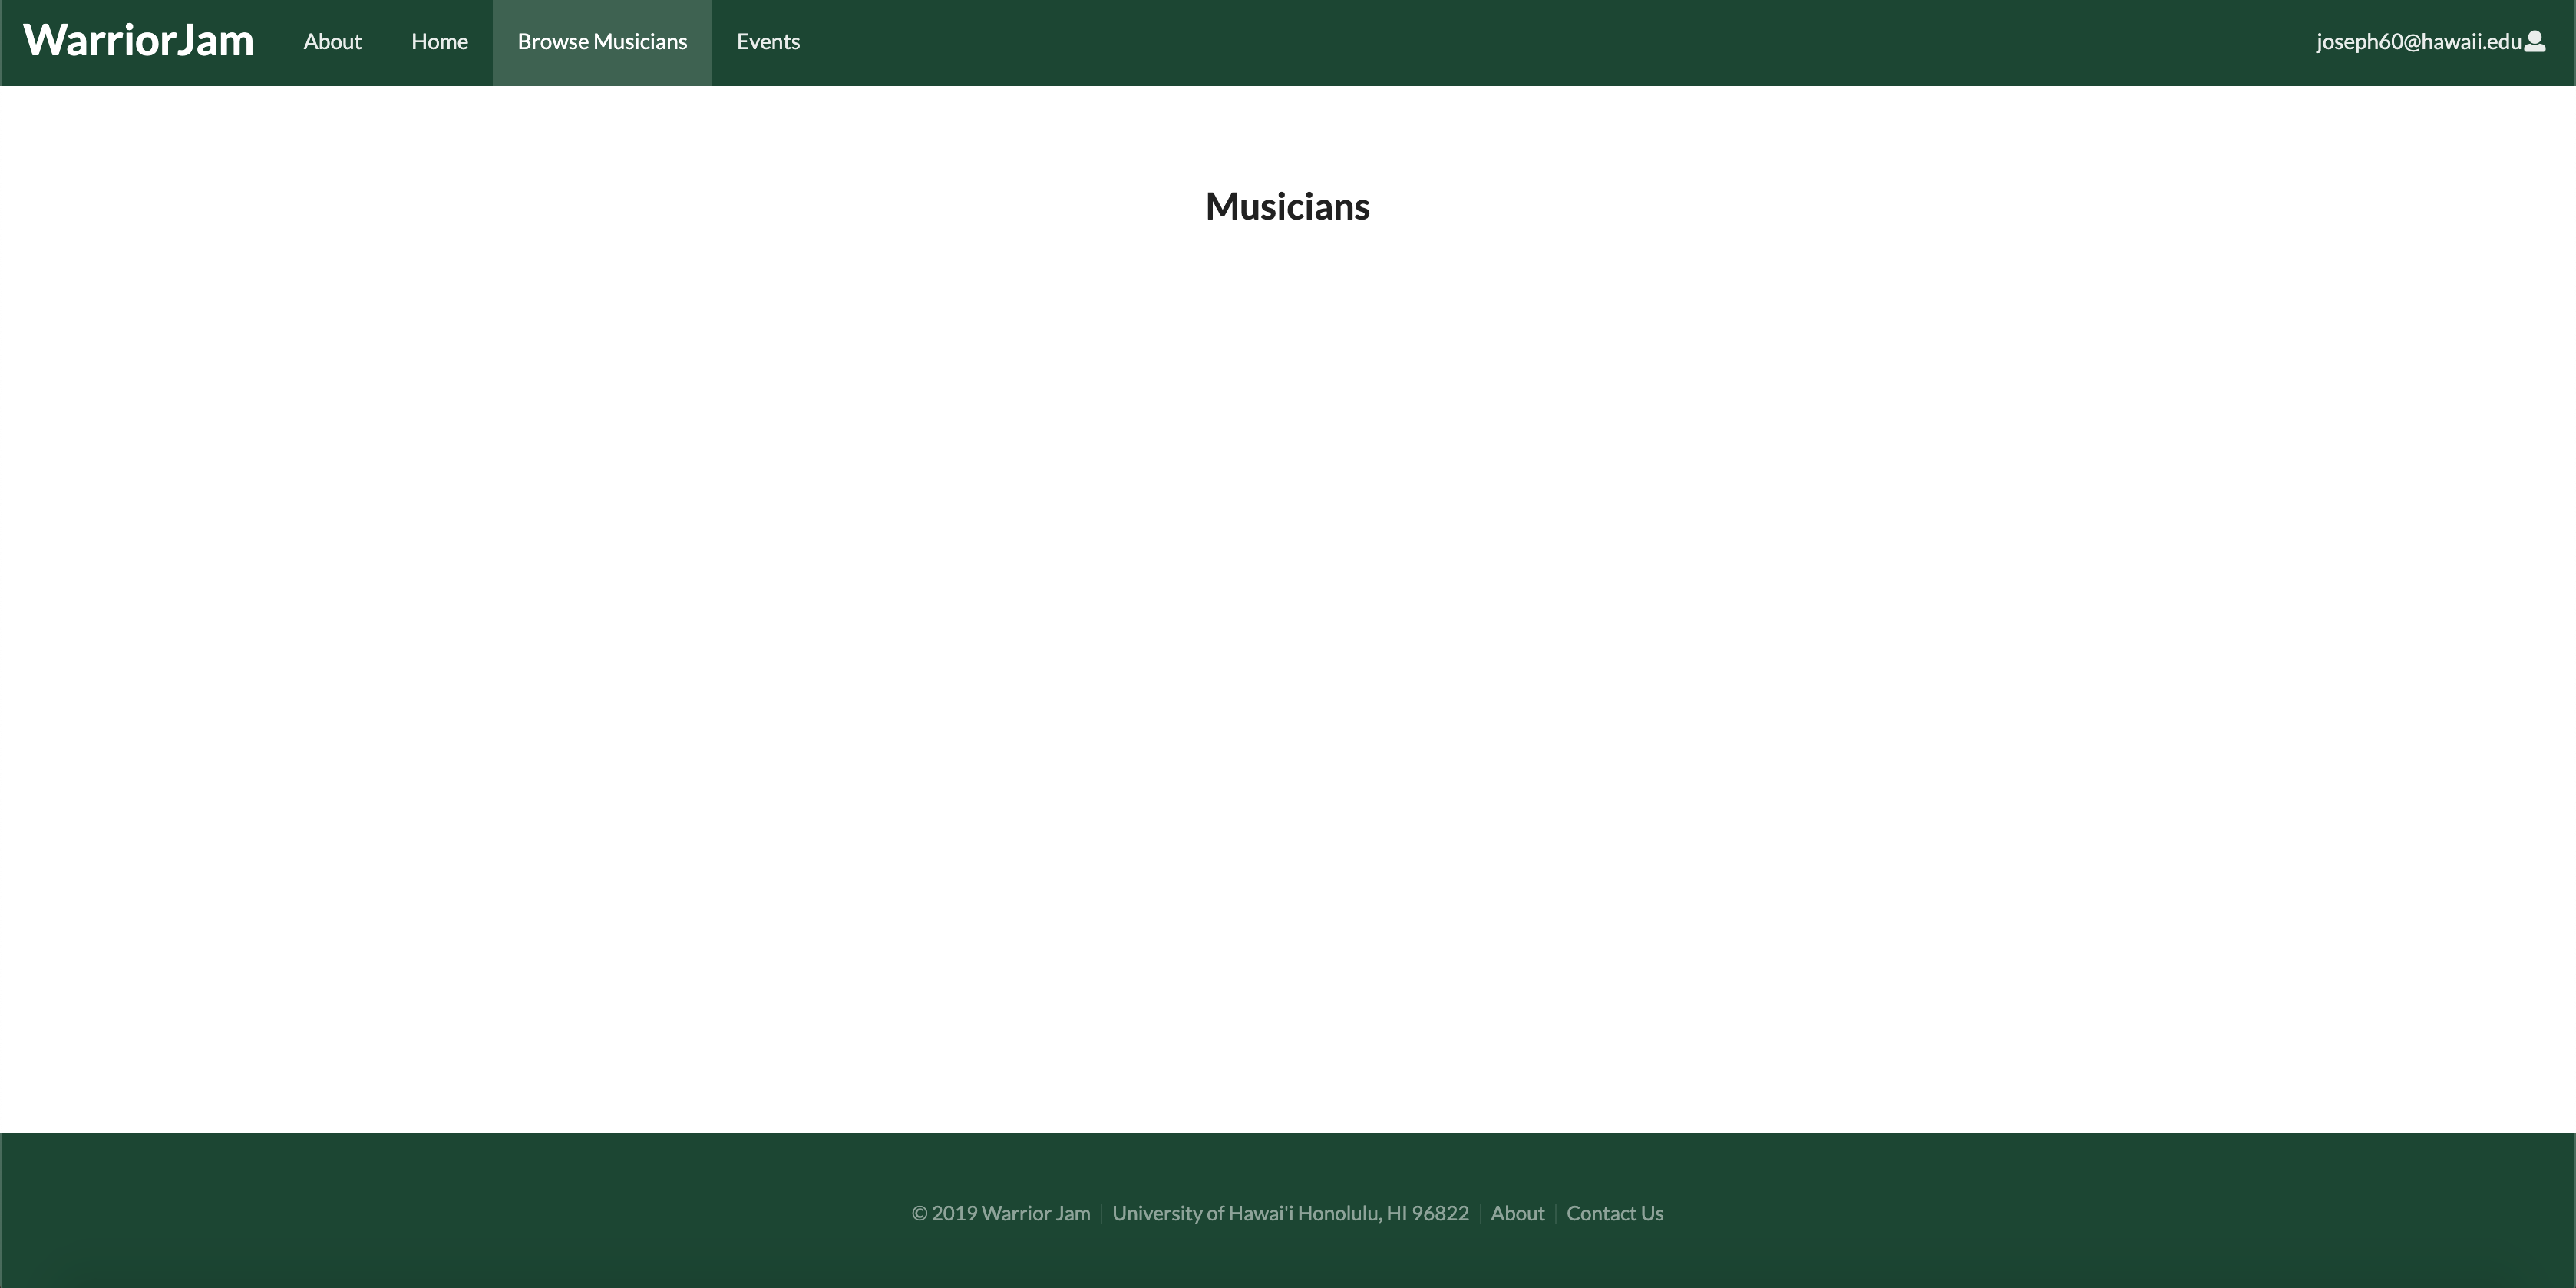 WarriorJam About Home Browse Musicians Events joseph60@hawaii.edu
Musicians
© 2019 Warrior Jam University of Hawai'i Honolulu, HI 96822 About Contact Us